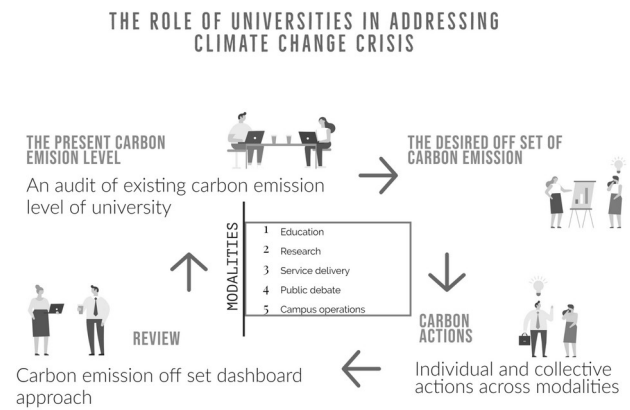 THE ROLE OF UNIVERSITIES IN ADDRESSING
CLIMATE CHANGE CRISIS
THE PRESENT CARBON
EMISION LEVEL
An audit of existing carbon emission
level of university
THE DESIRED OFF SET OF
CARBON EMISSION
MODALITIES
1 Education
2 Research
3 Service delivery
4 Public debate
5 Campus operations
CARBON
ACTIONS
Individual and collective
actions across modalities
REVIEW
Carbon emission off set dashboard
approach